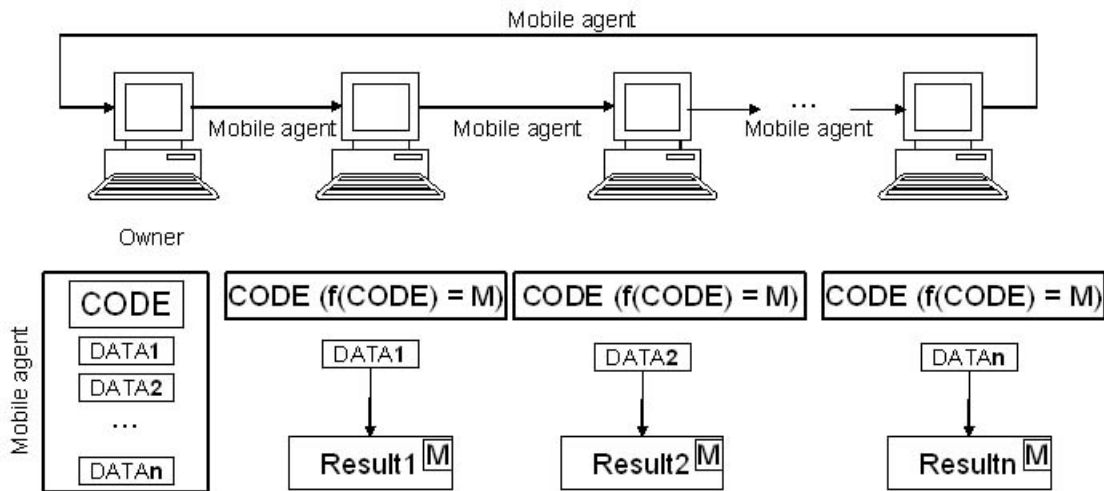 Mobile agent
Mobile agent
Mobile agent
...
Mobile agent
Owner
Mobile agent
CODE
DATA1
DATA2
...
DATAn
CODE (f(CODE) = M)
DATA1
Result1 M
CODE (f(CODE) = M)
DATA2
Result2 M
CODE (f(CODE) = M)
DATAn
Resultn M